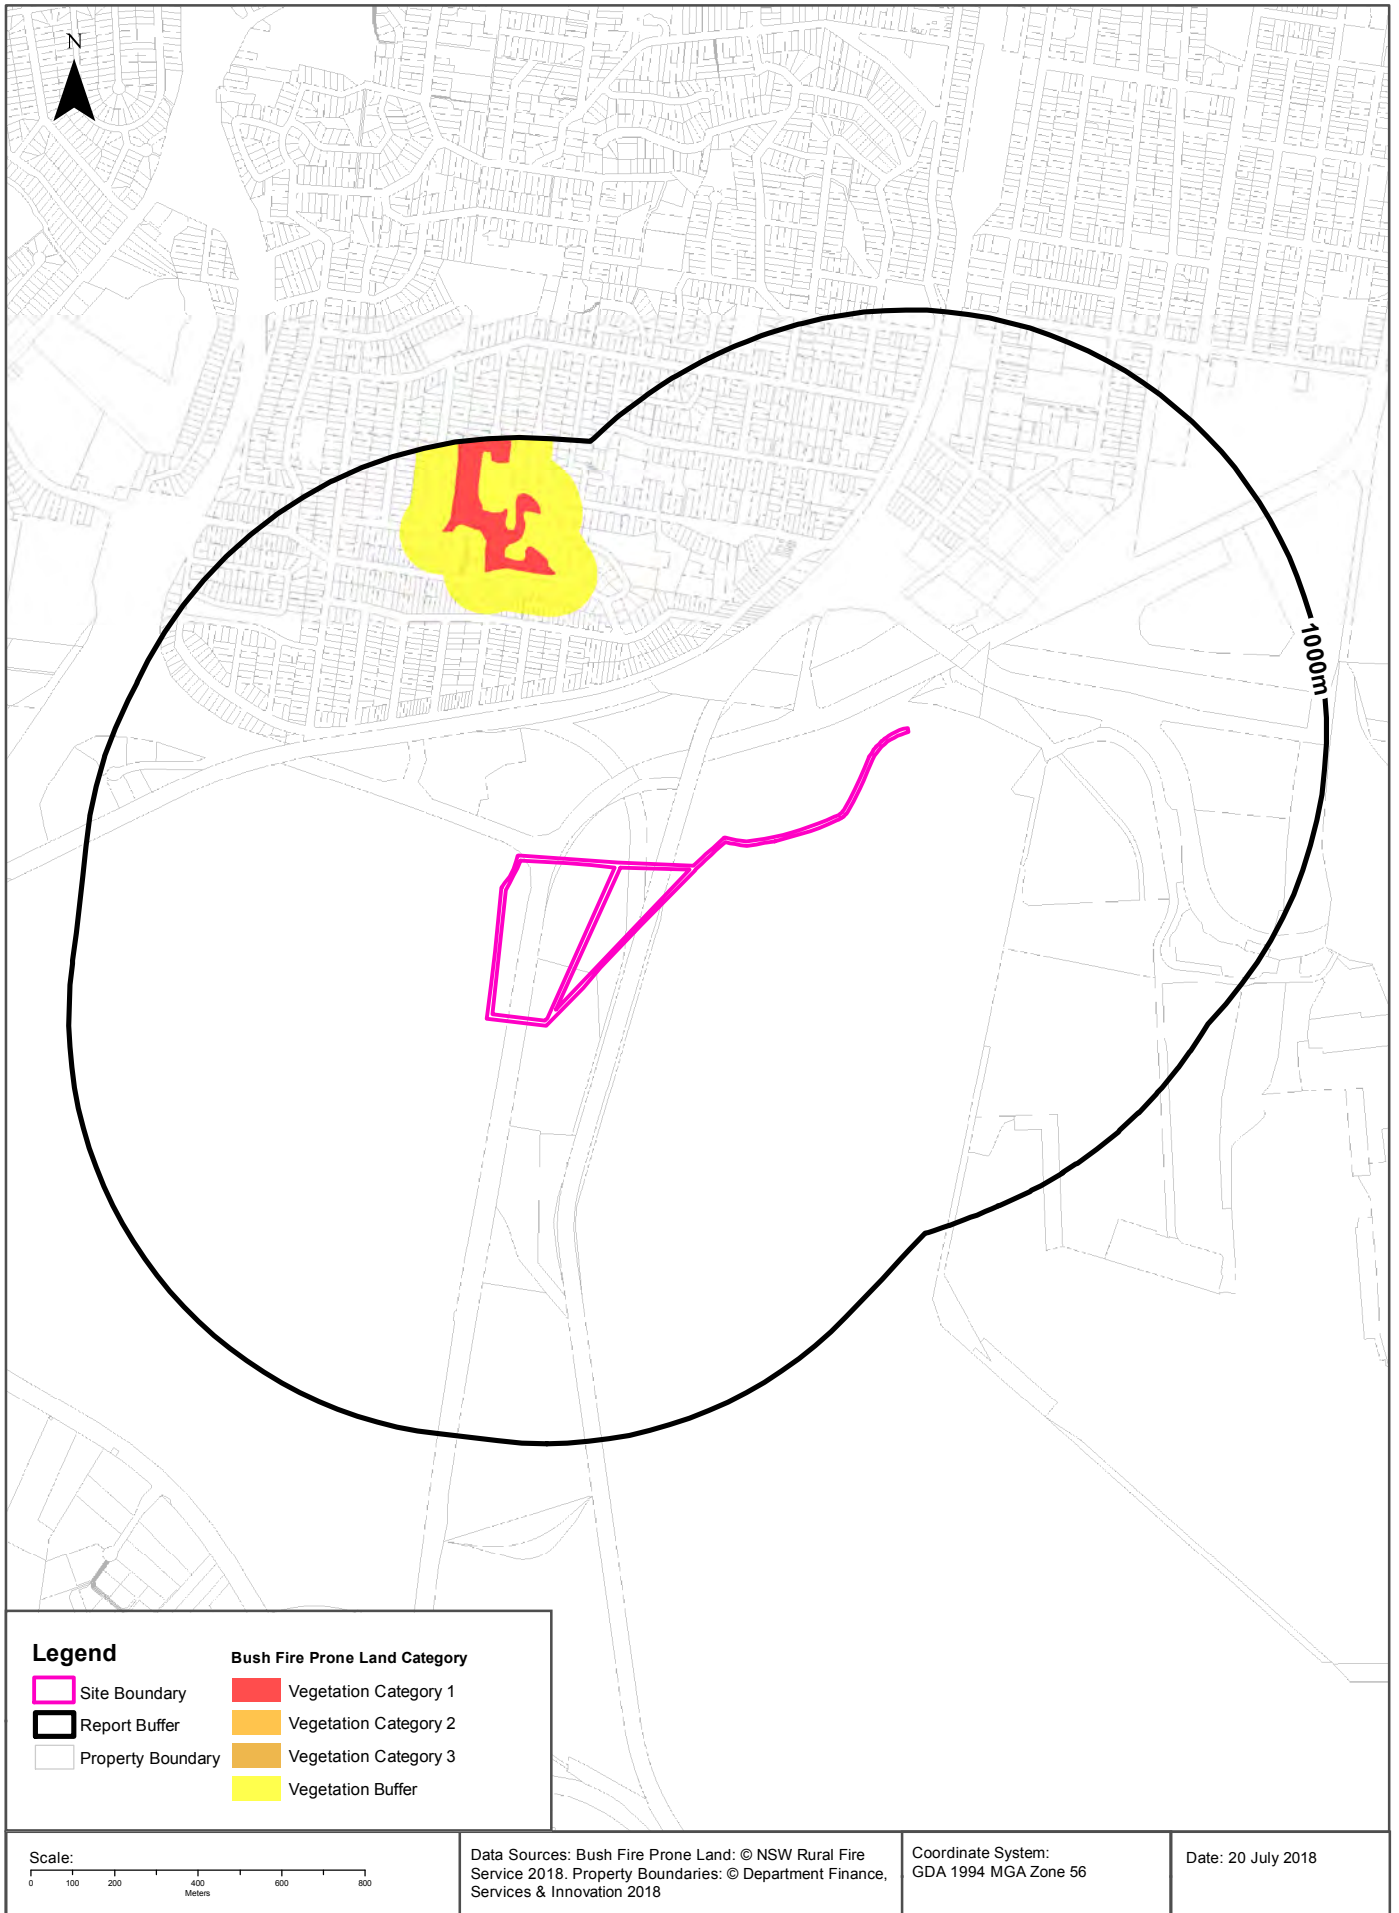 N
1000m
Legend
Site Boundary
Report Buffer
Property Boundary
Bush Fire Prone Land Category
Vegetation Category 1
Vegetation Category 2
Vegetation Category 3
Vegetation Buffer
Scale:
0 100 200 400 600 800
Meters
Data Sources: Bush Fire Prone Land: © NSW Rural Fire
Service 2018. Property Boundaries: © Department Finance,
Services & Innovation 2018
Coordinate System:
GDA 1994 MGA Zone 56
Date: 20 July 2018